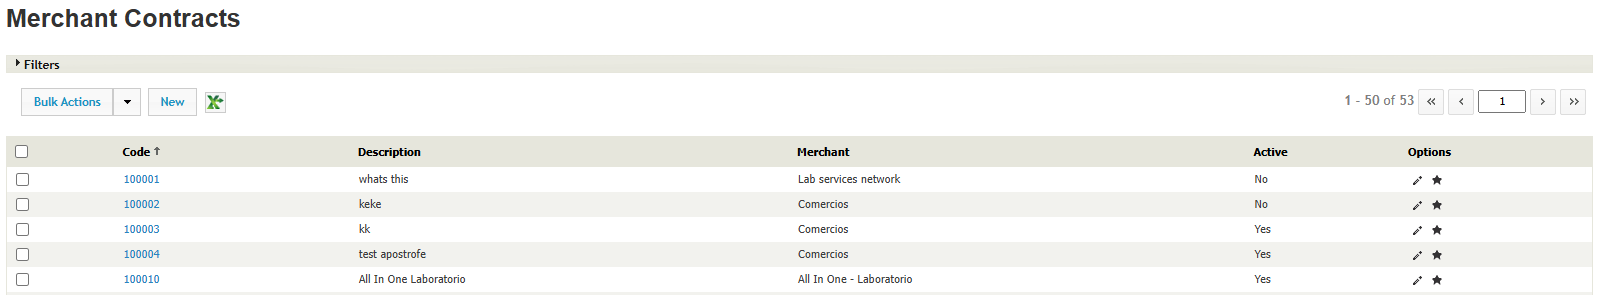 Merchant Contracts
Filters
Bulk Actions New 1 - 50 of 53 « ‹ 1 › »
Code ↑ Description Merchant Active Options
100001 whats this Lab services network No
100002 keke Comercios No
100003 kk Comercios Yes
100004 test apostrofe Comercios Yes
100010 All In One Laboratorio All In One - Laboratorio Yes